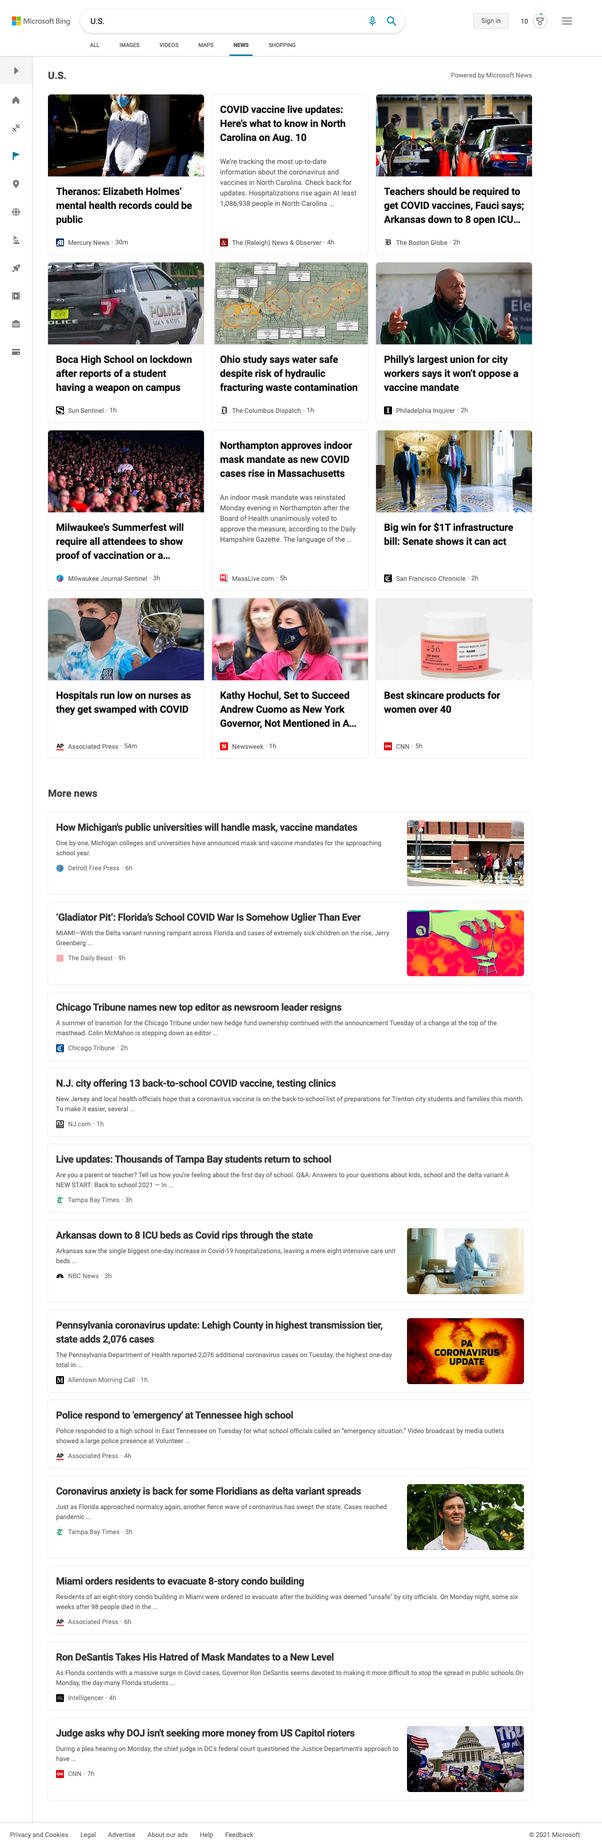 Microsoft Bing
U.S.
Sign in
10
ALL
IMAGES
VIDEOS
MAPS
NEWS
SHOPPING
U.S.
Powered by Microsoft News
Theranos: Elizabeth Holmes'
mental health records could be
public
Mercury News · 30m
COVID vaccine live updates:
Here's what to know in North
Carolina on Aug. 10
We're tracking the most up-to-date
information about the coronavirus and
vaccines in North Carolina. Check back for
updates. Hospitalizations rise again At least
1,086,938 people in North Carolina ...
The (Raleigh) News & Observer · 4h
Teachers should be required to
get COVID vaccines, Fauci says;
Arkansas down to 8 open ICU...
The Boston Globe · 2h
POLICE
OLICE
Boca High School on lockdown
after reports of a student
having a weapon on campus
Sun Sentinel · 1h
Ohio study says water safe
despite risk of hydraulic
fracturing waste contamination
The Columbus Dispatch · 1h
Ele
Philly's largest union for city
workers says it won't oppose a
vaccine mandate
Philadelphia Inquirer · 2h
Milwaukee's Summerfest will
require all attendees to show
proof of vaccination or a...
Milwaukee Journal-Sentinel · 3h
Northampton approves indoor
mask mandate as new COVID
cases rise in Massachusetts
An indoor mask mandate was reinstated
Monday evening in Northampton after the
Board of Health unanimously voted to
approve the measure, according to the Daily
Hampshire Gazette. The language of the ...
MassLive.com · 5h
Big win for $1T infrastructure
bill: Senate shows it can act
San Francisco Chronicle · 2h
Hospitals run low on nurses as
they get swamped with COVID
AP Associated Press · 54m
Kathy Hochul, Set to Succeed
Andrew Cuomo as New York
Governor, Not Mentioned in A...
N Newsweek · 1h
Best skincare products for
women over 40
CNN CNN · 5h
More news
How Michigan's public universities will handle mask, vaccine mandates
One by one, Michigan colleges and universities have announced mask and vaccine mandates for the approaching
school year.
Detroit Free Press · 6h
'Gladiator Pit': Florida's School COVID War Is Somehow Uglier Than Ever
MIAMI—With the Delta variant running rampant across Florida and cases of extremely sick children on the rise, Jerry
Greenberg ...
The Daily Beast · 9h
Chicago Tribune names new top editor as newsroom leader resigns
A summer of transition for the Chicago Tribune under new hedge fund ownership continued with the announcement Tuesday of a change at the top of the
masthead. Colin McMahon is stepping down as editor ...
Chicago Tribune · 2h
N.J. city offering 13 back-to-school COVID vaccine, testing clinics
New Jersey and local health officials hope that a coronavirus vaccine is on the back-to-school list of preparations for Trenton city students and families this month.
To make it easier, several ...
NJ.com · 1h
Live updates: Thousands of Tampa Bay students return to school
Are you a parent or teacher? Tell us how you're feeling about the first day of school. Q&A: Answers to your questions about kids, school and the delta variant A
NEW START: Back to school 2021 — In ...
Tampa Bay Times · 3h
Arkansas down to 8 ICU beds as Covid rips through the state
Arkansas saw the single biggest one-day increase in Covid-19 hospitalizations, leaving a mere eight intensive care unit
beds ...
NBC News · 3h
Pennsylvania coronavirus update: Lehigh County in highest transmission tier,
state adds 2,076 cases
The Pennsylvania Department of Health reported 2,076 additional coronavirus cases on Tuesday, the highest one-day
total in ...
Allentown Morning Call · 1h
PA
CORONAVIRUS
UPDATE
Police respond to 'emergency' at Tennessee high school
Police responded to a high school in East Tennessee on Tuesday for what school officials called an "emergency situation." Video broadcast by media outlets
showed a large police presence at Volunteer ...
AP Associated Press · 4h
Coronavirus anxiety is back for some Floridians as delta variant spreads
Just as Florida approached normalcy again, another fierce wave of coronavirus has swept the state. Cases reached
pandemic ...
Tampa Bay Times · 3h
Miami orders residents to evacuate 8-story condo building
Residents of an eight-story condo building in Miami were ordered to evacuate after the building was deemed "unsafe" by city officials. On Monday night, some six
weeks after 98 people died in the ...
AP Associated Press · 6h
Ron DeSantis Takes His Hatred of Mask Mandates to a New Level
As Florida contends with a massive surge in Covid cases, Governor Ron DeSantis seems devoted to making it more difficult to stop the spread in public schools.On
Monday, the day many Florida students ...
Intelligencer · 4h
Judge asks why DOJ isn't seeking more money from US Capitol rioters
During a plea hearing on Monday, the chief judge in DC's federal court questioned the Justice Department's approach to
have ...
CNN CNN · 7h
Privacy and Cookies
Legal
Advertise
About our ads
Help
Feedback
© 2021 Microsoft